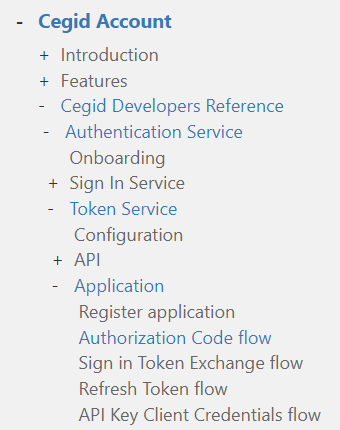 - Cegid Account
+ Introduction
+ Features
- Cegid Developers Reference
- Authentication Service
Onboarding
+ Sign In Service
- Token Service
Configuration
+ API
- Application
Register application
Authorization Code flow
Sign in Token Exchange flow
Refresh Token flow
API Key Client Credentials flow